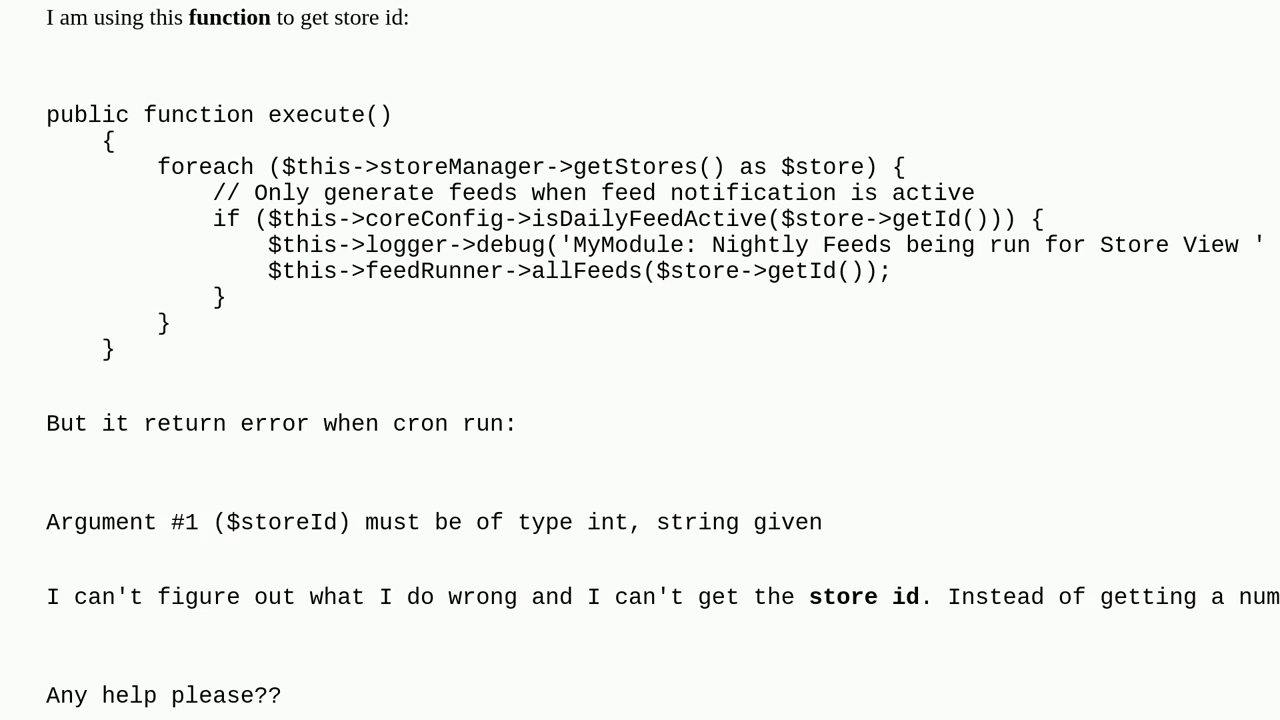 I am using this function to get store id:
public function execute()
{
foreach ($this->storeManager->getStores() as $store) {
// Only generate feeds when feed notification is active
if ($this->coreConfig->isDailyFeedActive($store->getId())) {
$this->logger->debug('MyModule: Nightly Feeds being run for Store View '
$this->feedRunner->allFeeds($store->getId());
}
}
}
But it return error when cron run:
Argument #1 ($storeId) must be of type int, string given
I can't figure out what I do wrong and I can't get the store id. Instead of getting a num
Any help please??